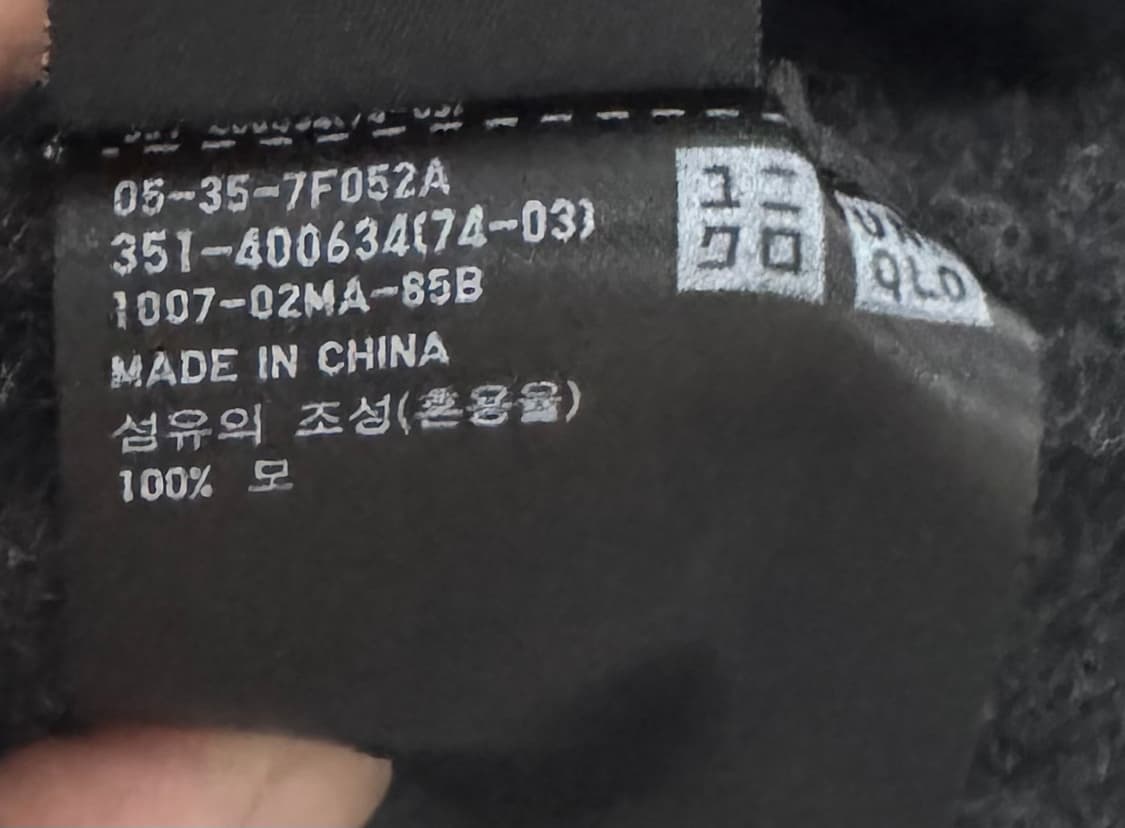 05-35-7F052A
351-400634(74-03)
1007-02MA-85B
MADE IN CHINA
섬유의 조성(혼용율)
100% 모
ユニ
クロ
QLO